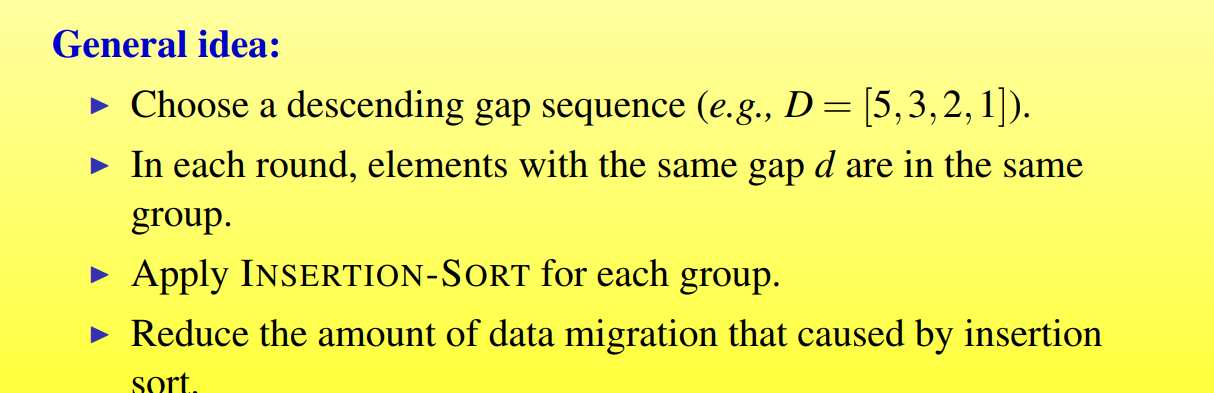 General idea:
▶ Choose a descending gap sequence (e.g., D = [5,3,2,1]).
▶ In each round, elements with the same gap d are in the same
group.
▶ Apply INSERTION-SORT for each group.
▶ Reduce the amount of data migration that caused by insertion
sort.